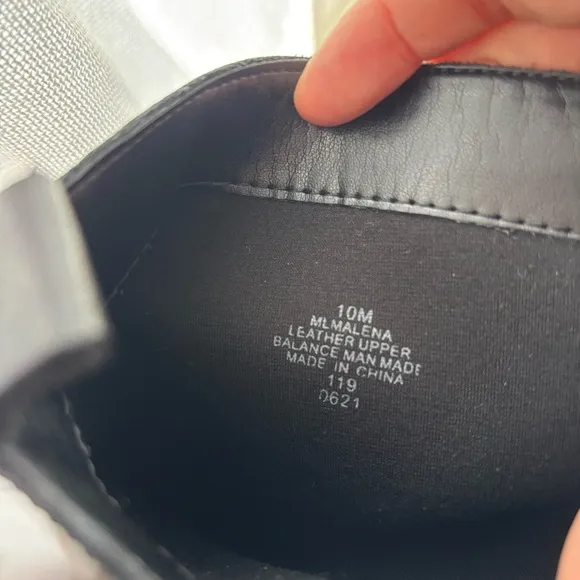 10M
MLMALENA
LEATHER UPPER
BALANCE MAN MADE
MADE IN CHINA
119
0621